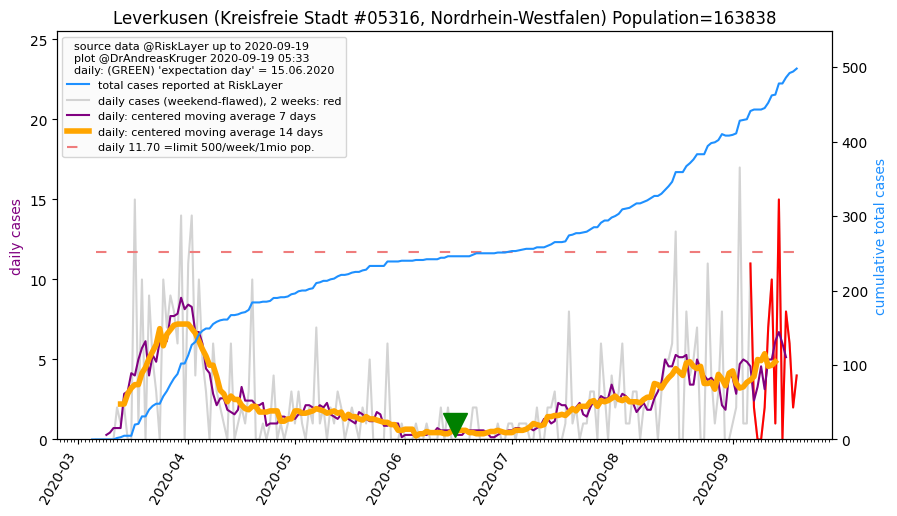 Leverkusen (Kreisfreie Stadt #05316, Nordrhein-Westfalen) Population=163838
source data @RiskLayer up to 2020-09-19
plot @DrAndreasKruger 2020-09-19 05:33
daily: (GREEN) 'expectation day' = 15.06.2020
total cases reported at RiskLayer
daily cases (weekend-flawed), 2 weeks: red
daily: centered moving average 7 days
daily: centered moving average 14 days
daily 11.70 =limit 500/week/1mio pop.
daily cases
25
20
15
10
5
0
cumulative total cases
500
400
300
200
100
0
2020-03
2020-04
2020-05
2020-06
2020-07
2020-08
2020-09